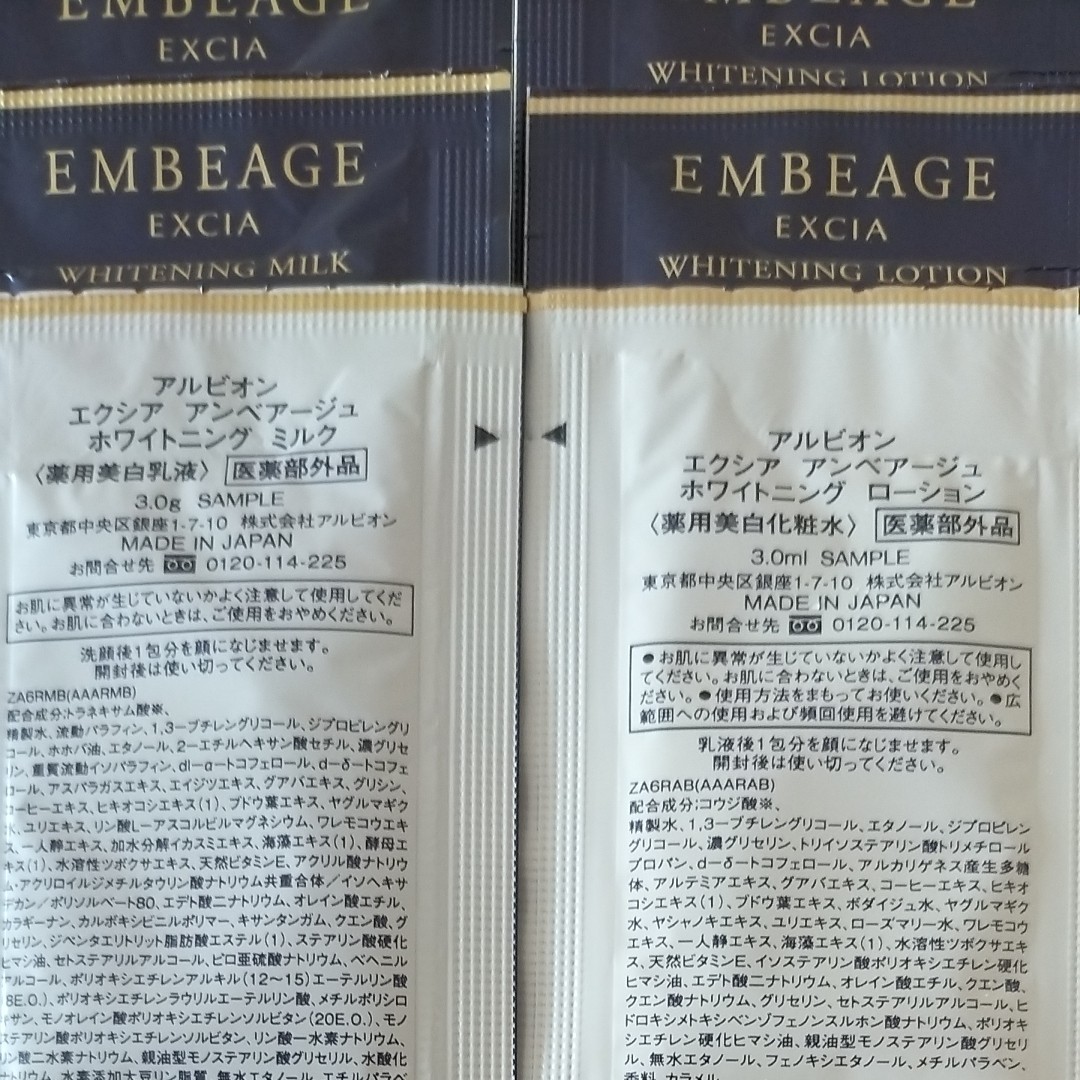 EMBEAGE
EXCIA
EMBEAGE
EXCIA
WHITENING MILK
アルビオン
エクシア アンベアージュ
ホワイトニング ミルク
〈薬用美白乳液〉 医薬部外品
3.0g SAMPLE
東京都中央区銀座1-7-10 株式会社アルビオン
MADE IN JAPAN
お問合せ先 0120-114-225
お肌に異常が生じていないかよく注意して使用してくだ
さい。お肌に合わないときは、ご使用をおやめください。
洗顔後1包分を顔になじませます。
開封後は使い切ってください。
ZA6RMB(AAARMB)
配合成分:トラネキサム酸※、
精製水、流動パラフィン、1,3−ブチレングリコール、ジプロピレングリ
コール、ホホバ油、エタノール、2−エチルヘキサン酸セチル、濃グリセ
リン、重質流動イソパラフィン、dl−α−トコフェロール、d−δ−トコフェ
ロール、アスパラガスエキス、エイジツエキス、グアバエキス、グリシン、
コーヒーエキス、ヒキオコシエキス(1)、ブドウ葉エキス、ヤグルマギク
水、ユリエキス、リン酸L−アスコルビルマグネシウム、ワレモコウエキ
ス、一人静エキス、加水分解イカスミエキス、海藻エキス(1)、酵母エ
キス(1)、水溶性ツボクサエキス、天然ビタミンE、アクリル酸ナトリウ
ム・アクリロイルジメチルタウリン酸ナトリウム共重合体/イソヘキサ
デカン/ポリソルベート80、エデト酸二ナトリウム、オレイン酸エチル、
カラギーナン、カルボキシビニルポリマー、キサンタンガム、クエン酸、グ
リセリン、ジペンタエリトリット脂肪酸エステル(1)、ステアリン酸硬化
ヒマシ油、セトステアリルアルコール、ピロ亜硫酸ナトリウム、ベヘニル
アルコール、ポリオキシエチレンアルキル(12〜15)エーテルリン酸
(8E.O.)、ポリオキシエチレンラウリルエーテルリン酸、メチルポリシロ
キサン、モノオレイン酸ポリオキシエチレンソルビタン(20E.O.)、モノ
ステアリン酸ポリオキシエチレンソルビタン、リン酸一水素ナトリウム、
リン酸二水素ナトリウム、親油型モノステアリン酸グリセリル、水酸化
ナトリウム、水素添加大豆リン脂質、無水エタノール、エチルパラベ
EMBEAGE
EXCIA
WHITENING LOTION
EMBEAGE
EXCIA
WHITENING LOTION
アルビオン
エクシア アンベアージュ
ホワイトニング ローション
〈薬用美白化粧水〉 医薬部外品
3.0ml SAMPLE
東京都中央区銀座1-7-10 株式会社アルビオン
MADE IN JAPAN
お問合せ先 0120-114-225
●お肌に異常が生じていないかよく注意して使用し
てください。お肌に合わないときは、ご使用をおやめく
ださい。●使用方法をまもってお使いください。●広
範囲への使用および頻回使用を避けてください。
乳液後1包分を顔になじませます。
開封後は使い切ってください。
ZA6RAB(AAARAB)
配合成分:コウジ酸※、
精製水、1,3−ブチレングリコール、エタノール、ジプロピレン
グリコール、濃グリセリン、トリイソステアリン酸トリメチロール
プロパン、d−δ−トコフェロール、アルカリゲネス産生多糖
体、アルテミアエキス、グアバエキス、コーヒーエキス、ヒキオ
コシエキス(1)、ブドウ葉エキス、ボダイジュ水、ヤグルマギク
水、ヤシャノキエキス、ユリエキス、ローズマリー水、ワレモコウ
エキス、一人静エキス、海藻エキス(1)、水溶性ツボクサエキ
ス、天然ビタミンE、イソステアリン酸ポリオキシエチレン硬化
ヒマシ油、エデト酸二ナトリウム、オレイン酸エチル、クエン酸、
クエン酸ナトリウム、グリセリン、セトステアリルアルコール、ヒ
ドロキシメトキシベンゾフェノンスルホン酸ナトリウム、ポリオキ
シエチレン硬化ヒマシ油、親油型モノステアリン酸グリセリ
ル、無水エタノール、フェノキシエタノール、メチルパラベン、
香料、カラメル